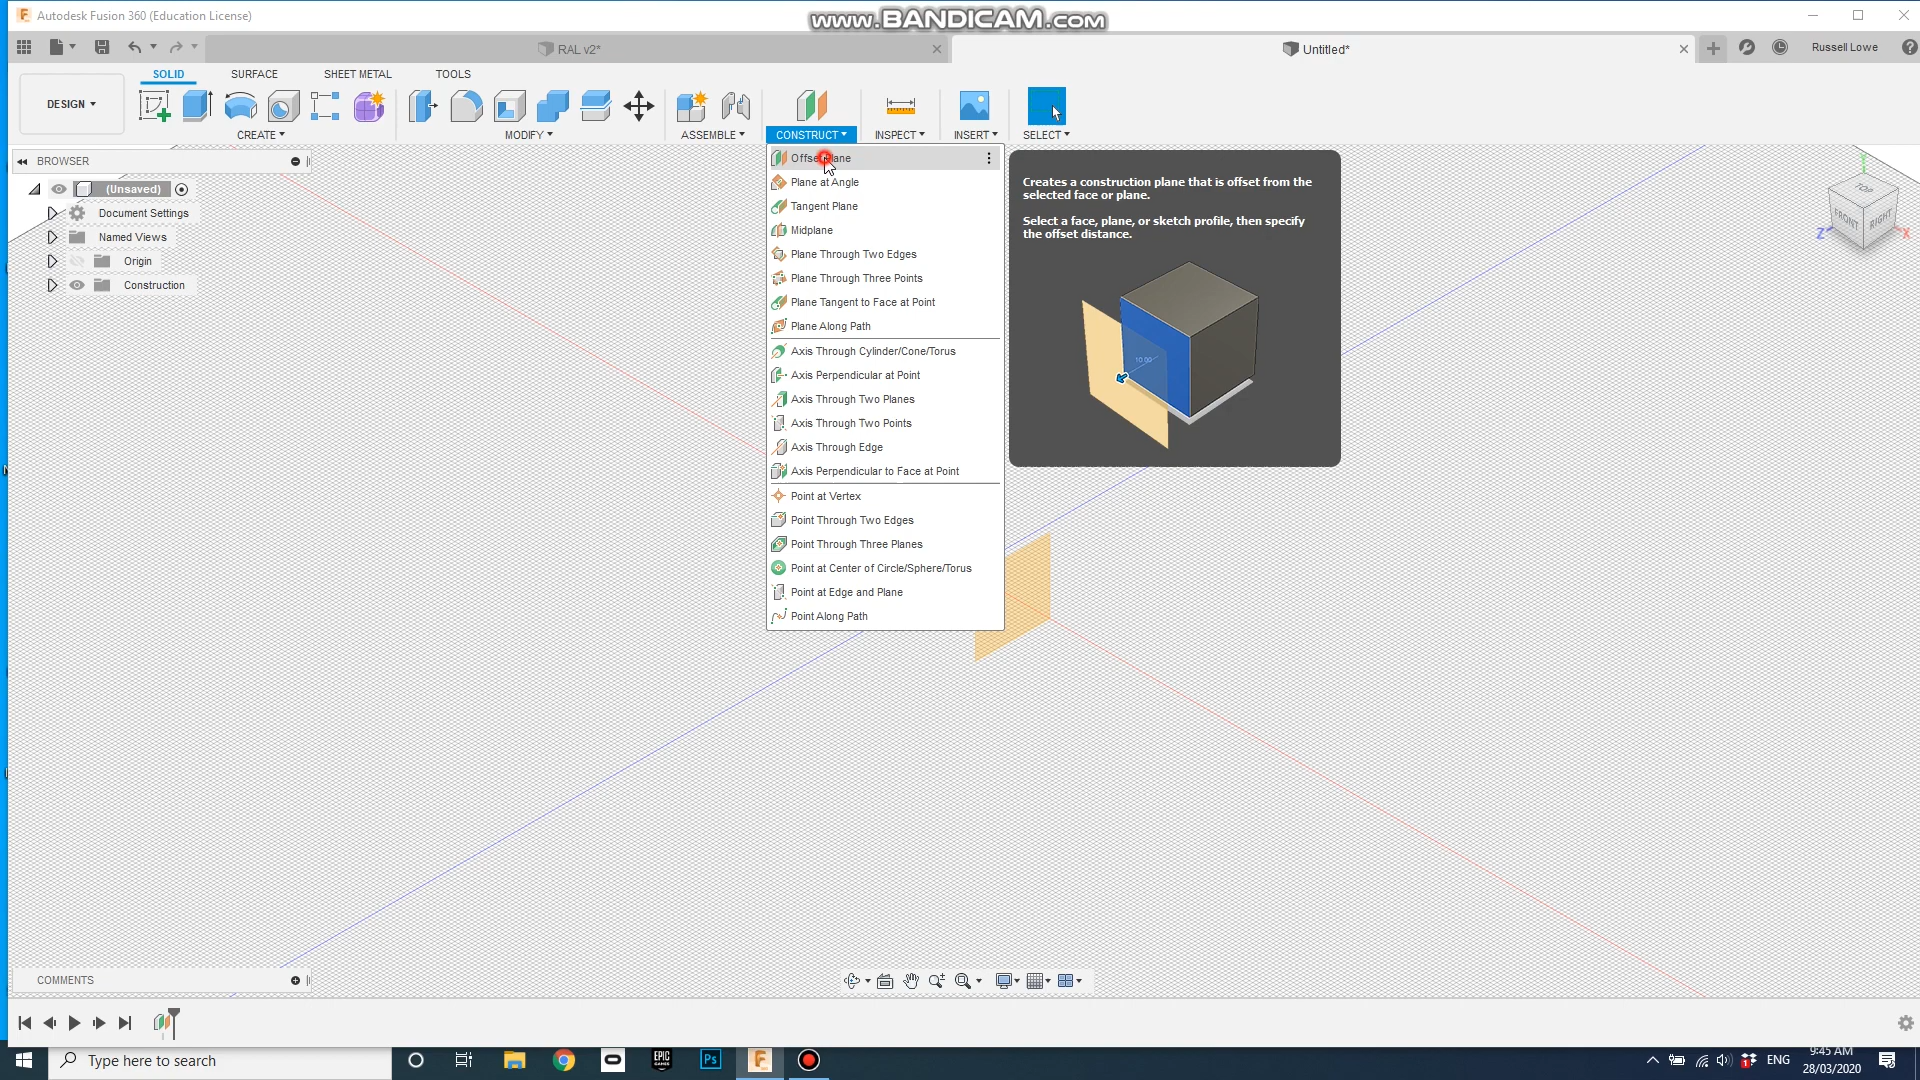 Autodesk Fusion 360 (Education License)
www.BANDICAM.com
RAL v2*
Untitled*
Russell Lowe
SOLID
SURFACE
SHEET METAL
TOOLS
DESIGN
CREATE
MODIFY
ASSEMBLE
CONSTRUCT
INSPECT
INSERT
SELECT
BROWSER
(Unsaved)
Document Settings
Named Views
Origin
Construction
Offset Plane
Plane at Angle
Tangent Plane
Midplane
Plane Through Two Edges
Plane Through Three Points
Plane Tangent to Face at Point
Plane Along Path
Axis Through Cylinder/Cone/Torus
Axis Perpendicular at Point
Axis Through Two Planes
Axis Through Two Points
Axis Through Edge
Axis Perpendicular to Face at Point
Point at Vertex
Point Through Two Edges
Point Through Three Planes
Point at Center of Circle/Sphere/Torus
Point at Edge and Plane
Point Along Path
Creates a construction plane that is offset from the
selected face or plane.
Select a face, plane, or sketch profile, then specify
the offset distance.
10.00
Y
TOP
FRONT
RIGHT
Z
X
COMMENTS
Type here to search
EPIC
GAMES
Ps
F
1
ENG
9:45 AM
28/03/2020